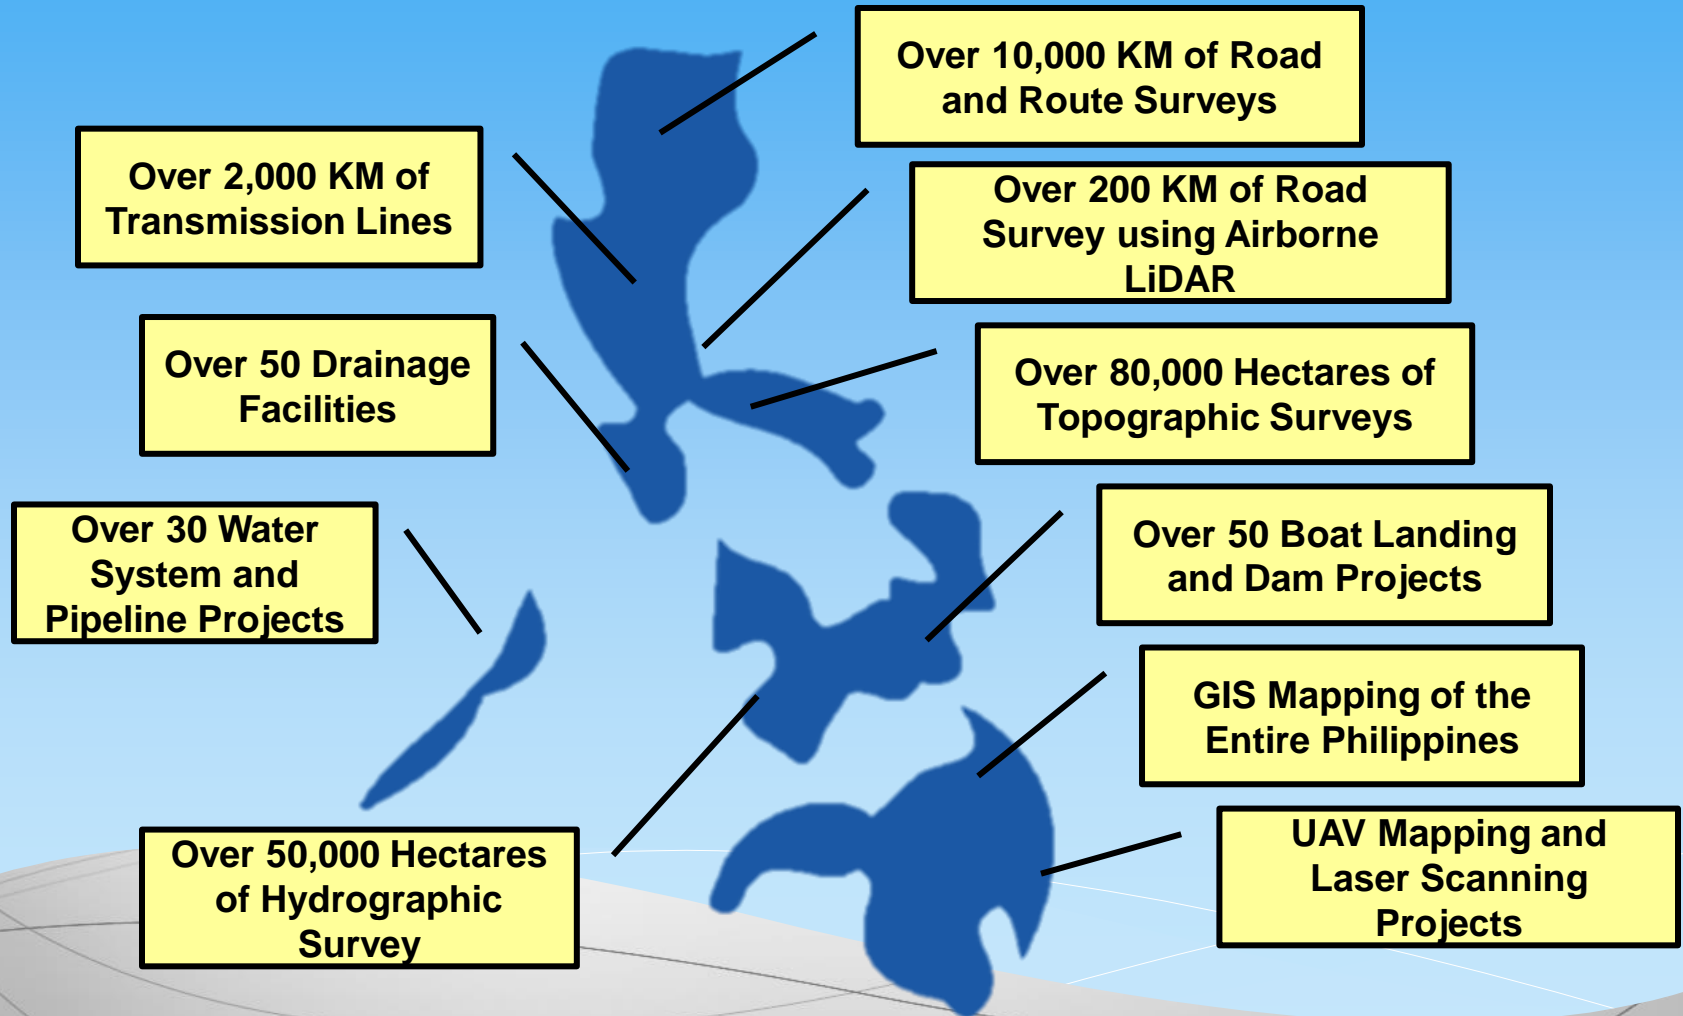 Over 10,000 KM of Road
and Route Surveys
Over 2,000 KM of
Transmission Lines
Over 200 KM of Road
Survey using Airborne
LiDAR
Over 50 Drainage
Facilities
Over 80,000 Hectares of
Topographic Surveys
Over 30 Water
System and
Pipeline Projects
Over 50 Boat Landing
and Dam Projects
GIS Mapping of the
Entire Philippines
Over 50,000 Hectares
of Hydrographic
Survey
UAV Mapping and
Laser Scanning
Projects